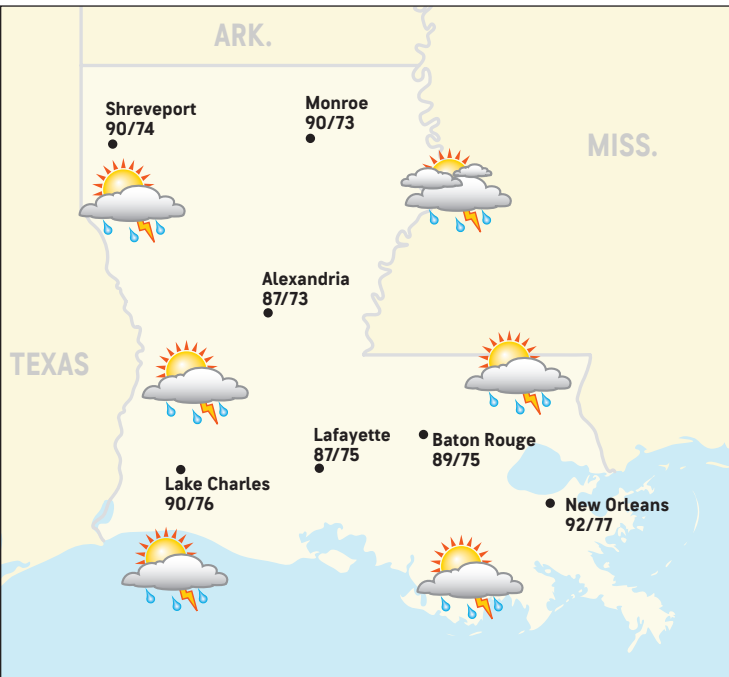 ARK.
Shreveport
90/74
Monroe
90/73
MISS.
Alexandria
87/73
TEXAS
Lafayette
87/75
Baton Rouge
89/75
Lake Charles
90/76
New Orleans
92/77